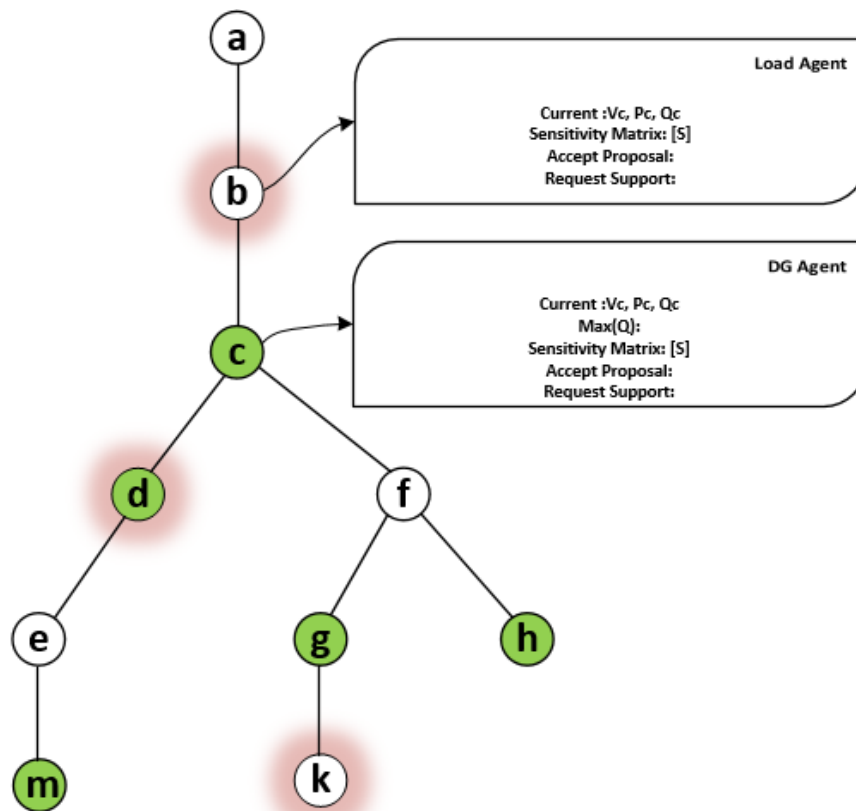 a
Load Agent
Current :Vc, Pc, Qc
Sensitivity Matrix: [S]
Accept Proposal:
Request Support:
b
DG Agent
Current :Vc, Pc, Qc
Max(Q):
Sensitivity Matrix: [S]
Accept Proposal:
Request Support:
c
d
f
e
g
h
m
k